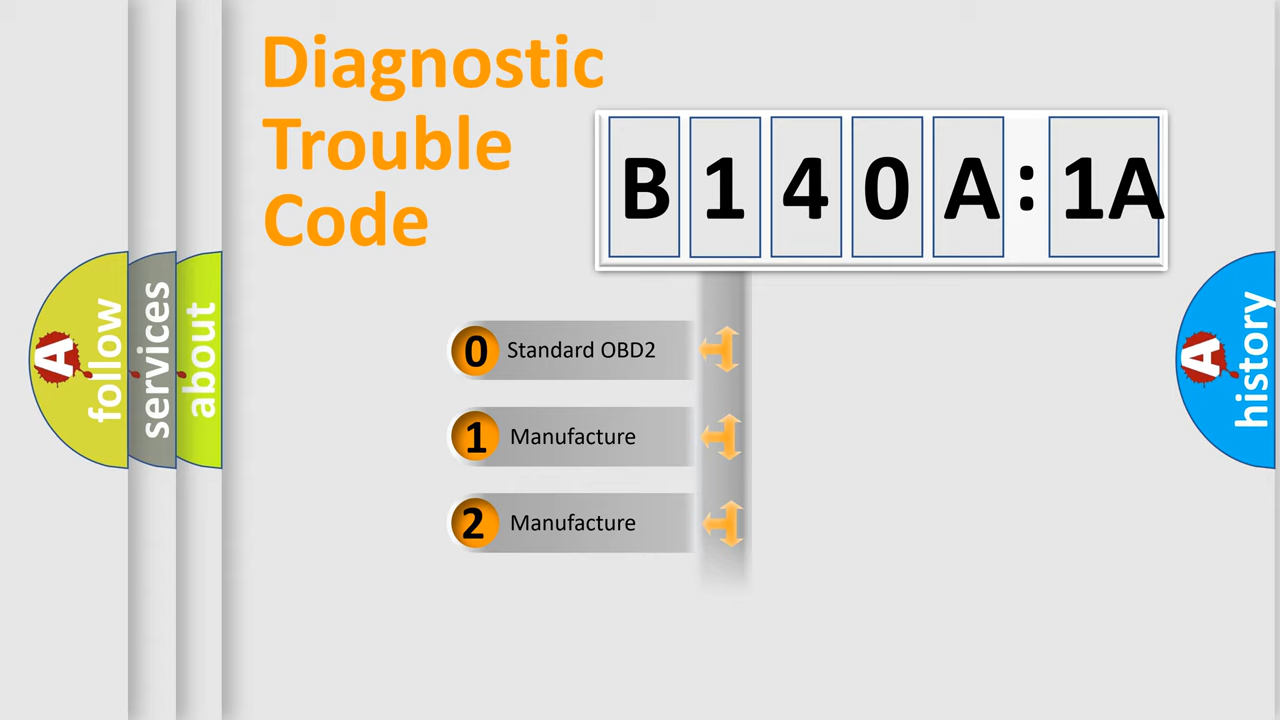 Diagnostic
Trouble
Code
B 1 4 0 A : 1A
0 Standard OBD2
1 Manufacture
2 Manufacture
A follow
services
about
A history